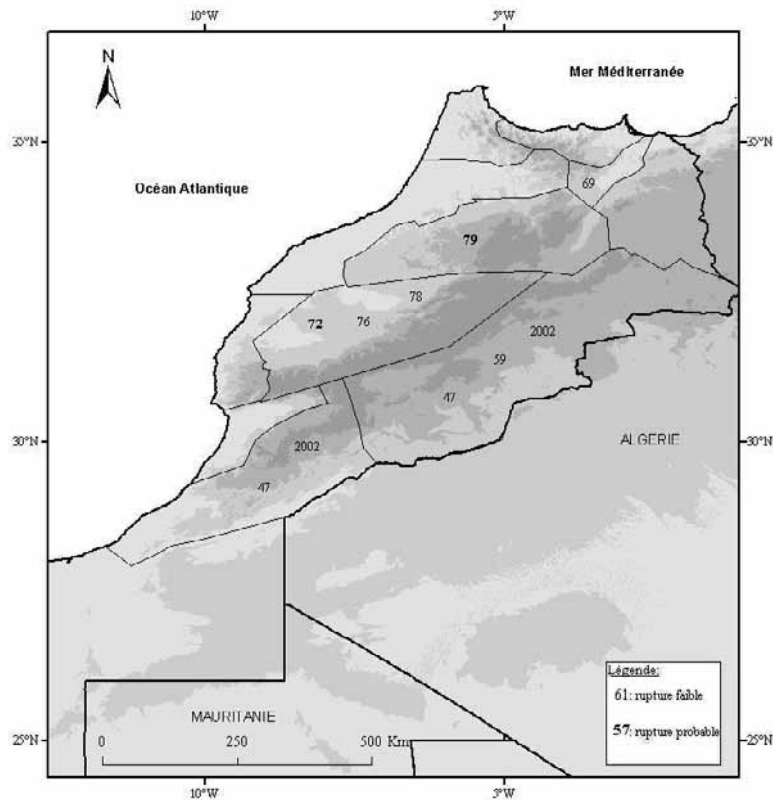 10°W 5°W
N
Mer Méditerranée
35°N 35°N
Océan Atlantique
69
79
78
72 76
2002
59
47
30°N 30°N
2002
ALGERIE
47
Légende:
61: rupture faible
57: rupture probable
MAURITANIE
25°N 25°N
0 250 500 Km
10°W 5°W